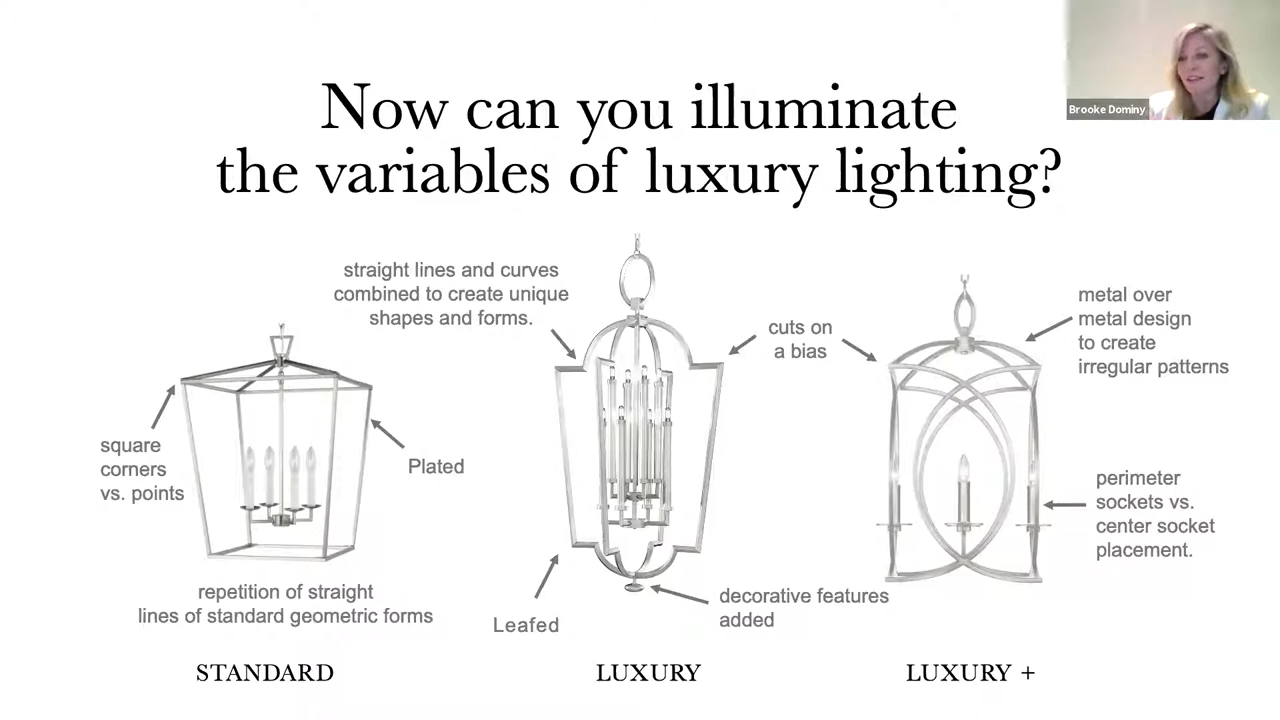 Brooke Dominy
Now can you illuminate
the variables of luxury lighting?
straight lines and curves
combined to create unique
shapes and forms.
cuts on
a bias
metal over
metal design
to create
irregular patterns
square
corners
vs. points
Plated
perimeter
sockets vs.
center socket
placement.
repetition of straight
lines of standard geometric forms
Leafed
decorative features
added
STANDARD
LUXURY
LUXURY +